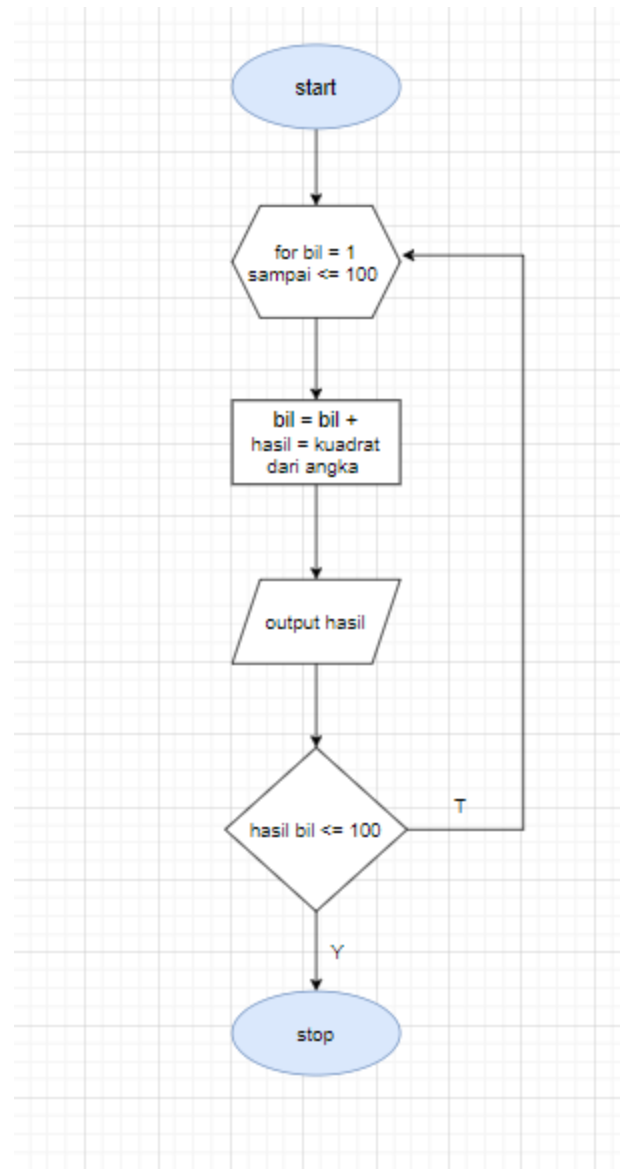 start
for bil = 1
sampai <= 100
bil = bil +
hasil = kuadrat
dari angka
output hasil
hasil bil <= 100
T
Y
stop